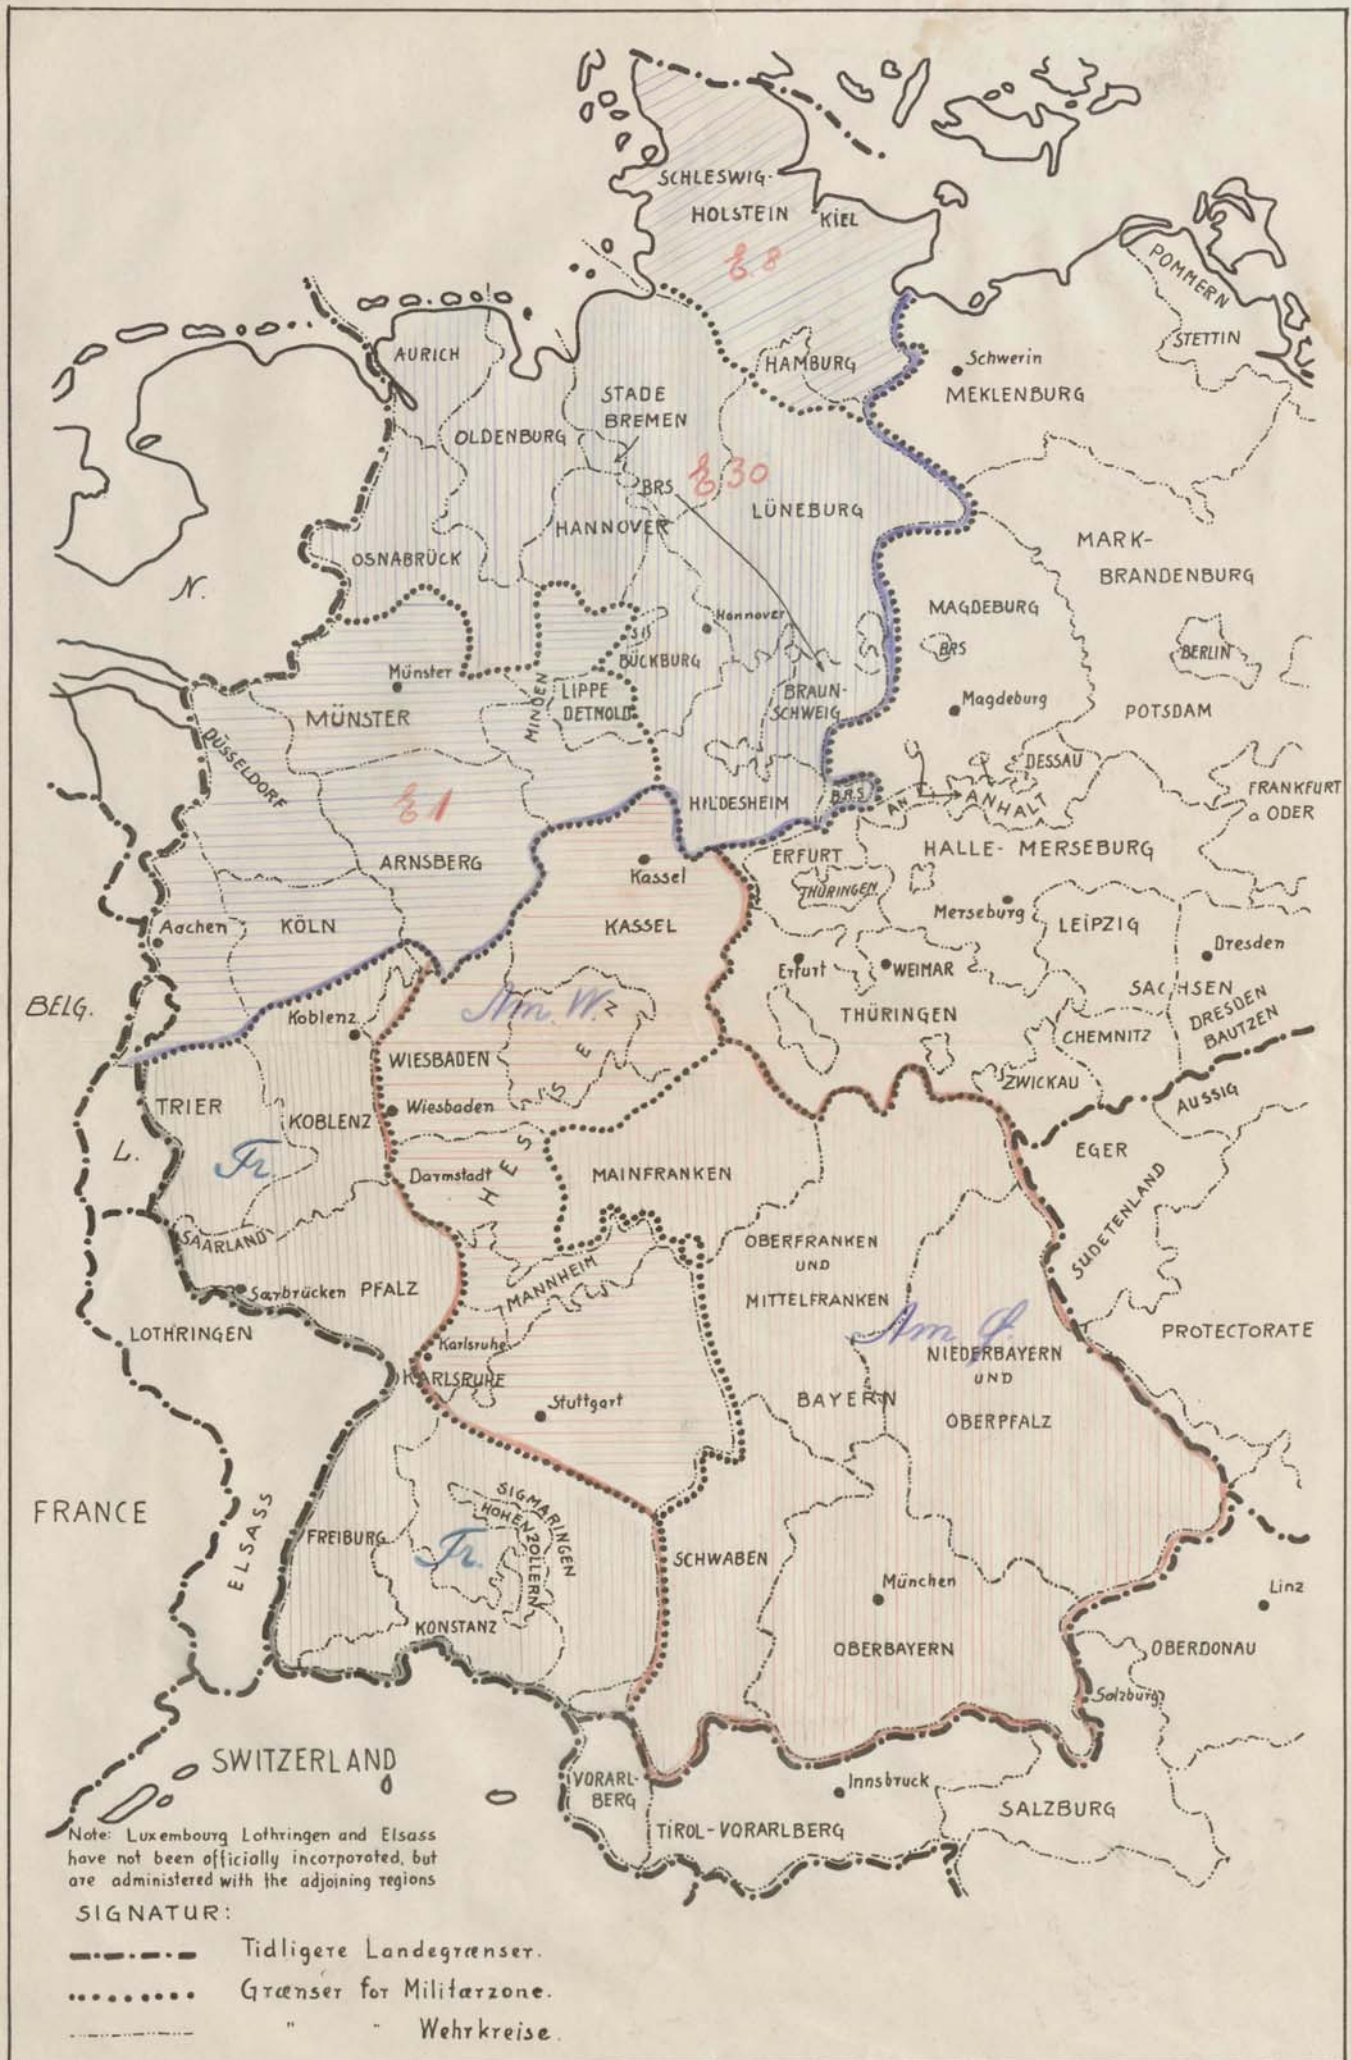 SCHLESWIG-
HOLSTEIN
KIEL
E 8
POMMERN
STETTIN
AURICH
HAMBURG
Schwerin
MEKLENBURG
STADE
BREMEN
OLDENBURG
BRS
E 30
LÜNEBURG
HANNOVER
OSNABRÜCK
MARK-
BRANDENBURG
N.
MAGDEBURG
Hannover
BRS
BERLIN
BÜCKBURG
Münster
LIPPE
DETMOLD
MINDEN
BRAUN-
SCHWEIG
Magdeburg
POTSDAM
MÜNSTER
DÜSSELDORF
DESSAU
FRANKFURT
a ODER
E 1
HILDESHEIM
BRS
AN
ANHALT
ARNSBERG
ERFURT
HALLE- MERSEBURG
Kassel
THÜRINGEN
Merseburg
LEIPZIG
Aachen
KÖLN
KASSEL
Dresden
Erfurt
WEIMAR
SACHSEN
BELG.
Am. W.
Koblenz
THÜRINGEN
DRESDEN
BAUTZEN
CHEMNITZ
WIESBADEN
HESSEN
ZWICKAU
TRIER
Wiesbaden
AUSSIG
KOBLENZ
L.
Fr.
EGER
Darmstadt
MAINFRANKEN
SUDETENLAND
SAARLAND
OBERFRANKEN
UND
MITTELFRANKEN
Sarbrücken
PFALZ
MANNHEIM
LOTHRINGEN
Am Ø.
PROTECTORATE
Karlsruhe
NIEDERBAYERN
UND
OBERPFALZ
KARLSRUHE
Stuttgart
BAYERN
FRANCE
ELSASS
SIGMARINGEN
HOHENZOLLERN
FREIBURG
Fr.
SCHWABEN
München
Linz
KONSTANZ
OBERBAYERN
OBERDONAU
Salzburg
SWITZERLAND
VORARL-
BERG
Innsbruck
SALZBURG
TIROL-VORARLBERG
Note: Luxembourg Lothringen and Elsass
have not been officially incorporated, but
are administered with the adjoining regions
SIGNATUR:
Tidligere Landegrænser.
Grænser for Militærzone.
" " Wehrkreise.